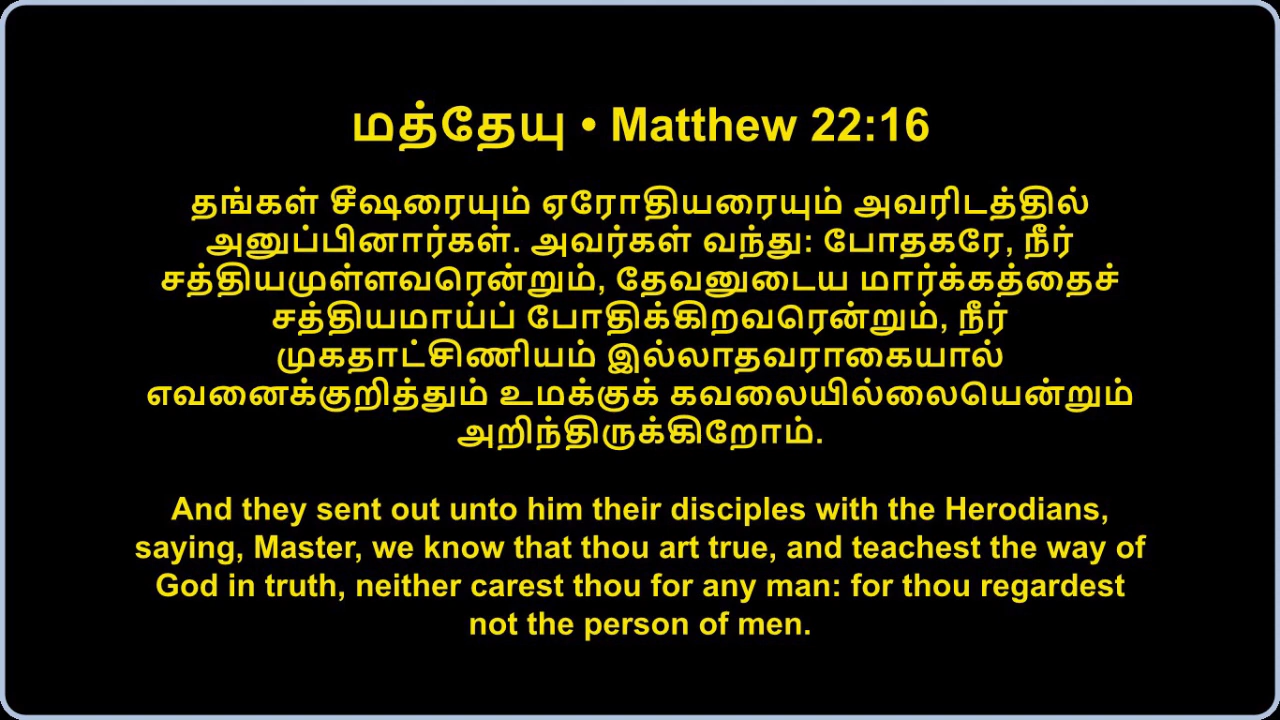 மத்தேயு • Matthew 22:16
தங்கள் சீஷரையும் ஏரோதியரையும் அவரிடத்தில்
அனுப்பினார்கள். அவர்கள் வந்து: போதகரே, நீர்
சத்தியமுள்ளவரென்றும், தேவனுடைய மார்க்கத்தைச்
சத்தியமாய்ப் போதிக்கிறவரென்றும், நீர்
முகதாட்சிணியம் இல்லாதவராகையால்
எவனைக்குறித்தும் உமக்குக் கவலையில்லையென்றும்
அறிந்திருக்கிறோம்.
And they sent out unto him their disciples with the Herodians,
saying, Master, we know that thou art true, and teachest the way of
God in truth, neither carest thou for any man: for thou regardest
not the person of men.